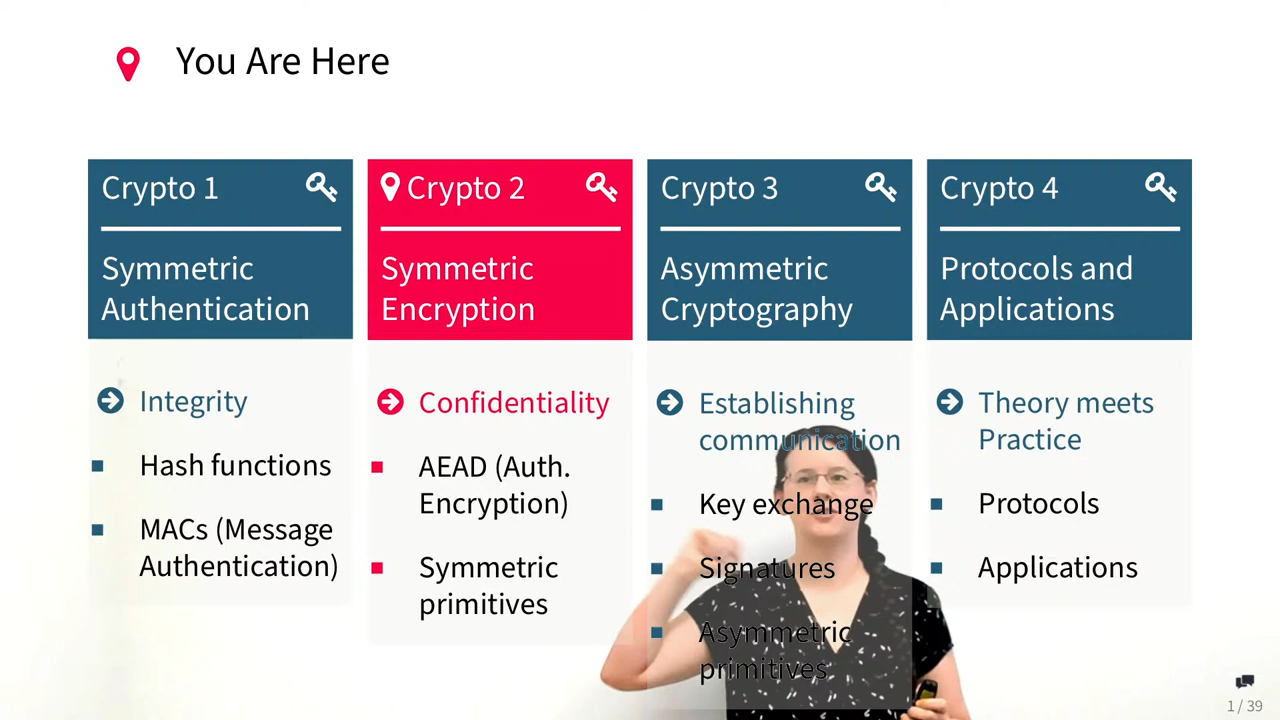 You Are Here
Crypto 1
Symmetric
Authentication
Integrity
Hash functions
MACs (Message
Authentication)
Crypto 2
Symmetric
Encryption
Confidentiality
AEAD (Auth.
Encryption)
Symmetric
primitives
Crypto 3
Asymmetric
Cryptography
Establishing
communication
Key exchange
Signatures
Asymmetric
primitives
Crypto 4
Protocols and
Applications
Theory meets
Practice
Protocols
Applications
1 / 39